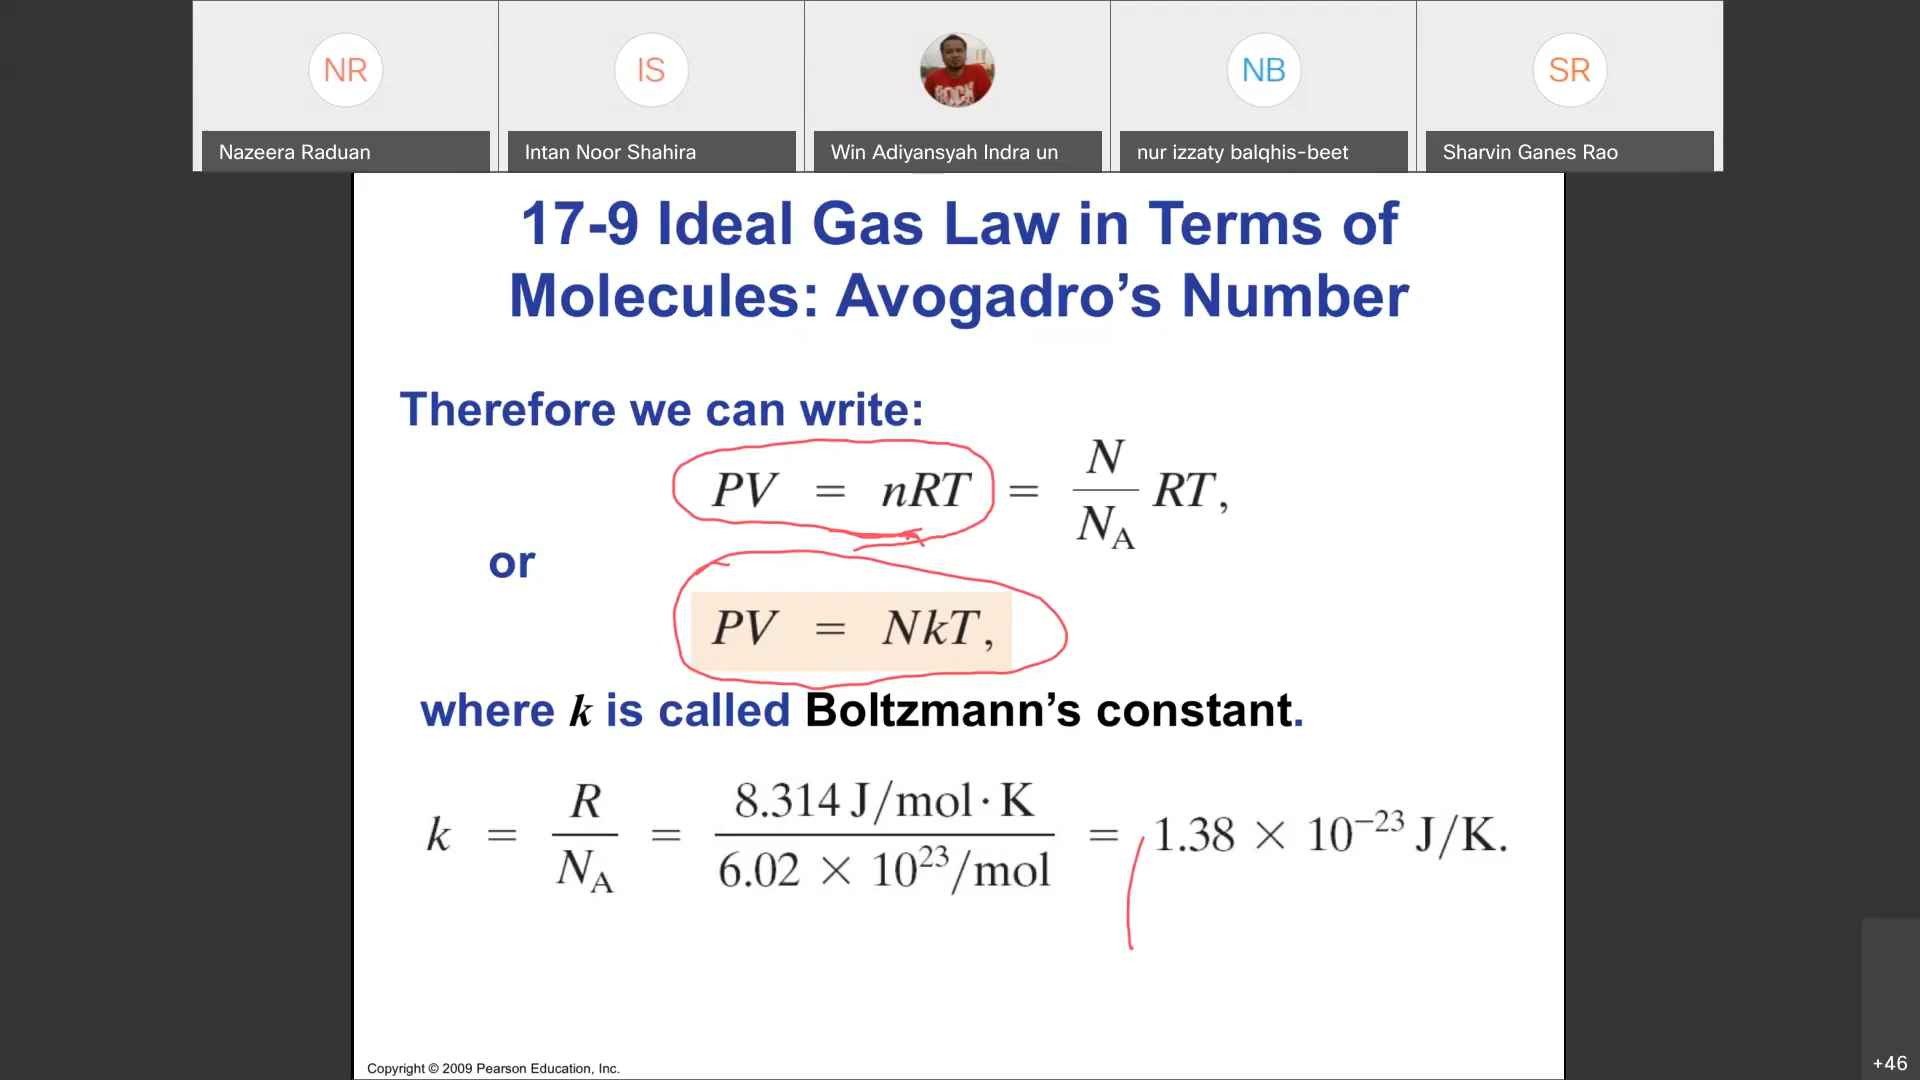 NR IS NB SR
Nazeera Raduan Intan Noor Shahira Win Adiyansyah Indra un nur izzaty balqhis-beet Sharvin Ganes Rao
ROCK
17-9 Ideal Gas Law in Terms of
Molecules: Avogadro’s Number
Therefore we can write:
PV = nRT = N/N_A RT,
or
PV = NkT,
where k is called Boltzmann’s constant.
k = R/N_A = 8.314 J/mol·K / 6.02 × 10²³/mol = 1.38 × 10⁻²³ J/K.
Copyright © 2009 Pearson Education, Inc.
+46